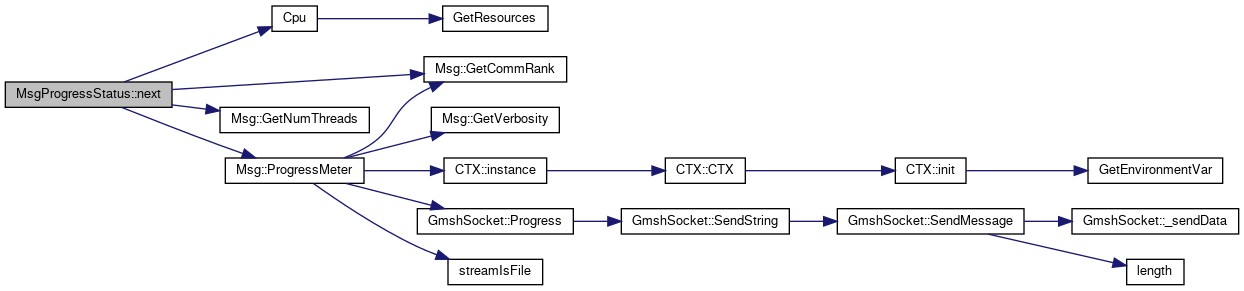 Cpu
GetResources
Msg::GetCommRank
MsgProgressStatus::next
Msg::GetNumThreads
Msg::GetVerbosity
Msg::ProgressMeter
CTX::instance
CTX::CTX
CTX::init
GetEnvironmentVar
GmshSocket::Progress
GmshSocket::SendString
GmshSocket::SendMessage
GmshSocket::_sendData
streamIsFile
length